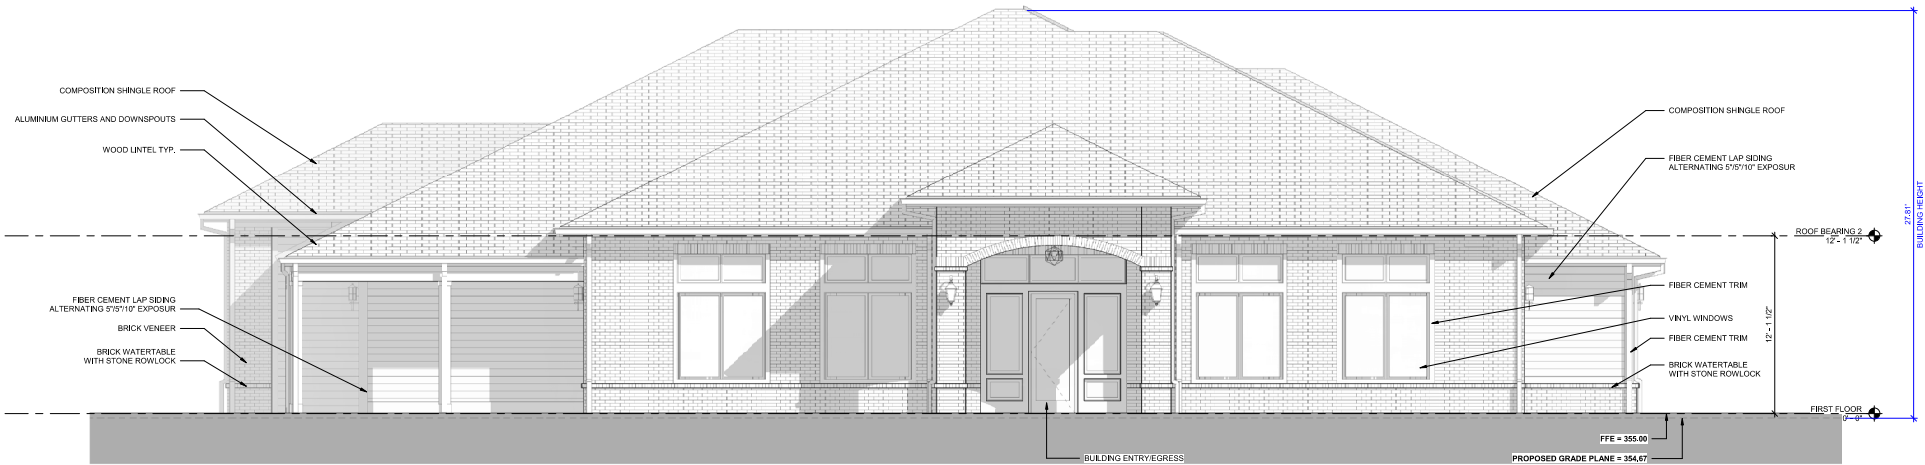 COMPOSITION SHINGLE ROOF
ALUMINIUM GUTTERS AND DOWNSPOUTS
WOOD LINTEL TYP.
FIBER CEMENT LAP SIDING
ALTERNATING 5"/5"/10" EXPOSUR
BRICK VENEER
BRICK WATERTABLE
WITH STONE ROWLOCK
BUILDING ENTRY/EGRESS
COMPOSITION SHINGLE ROOF
FIBER CEMENT LAP SIDING
ALTERNATING 5"/5"/10" EXPOSUR
ROOF BEARING 2
12' - 1 1/2"
FIBER CEMENT TRIM
VINYL WINDOWS
FIBER CEMENT TRIM
BRICK WATERTABLE
WITH STONE ROWLOCK
12' - 1 1/2"
FIRST FLOOR
0' - 0"
FFE = 355.00
PROPOSED GRADE PLANE = 354.67
27.81'
BUILDING HEIGHT